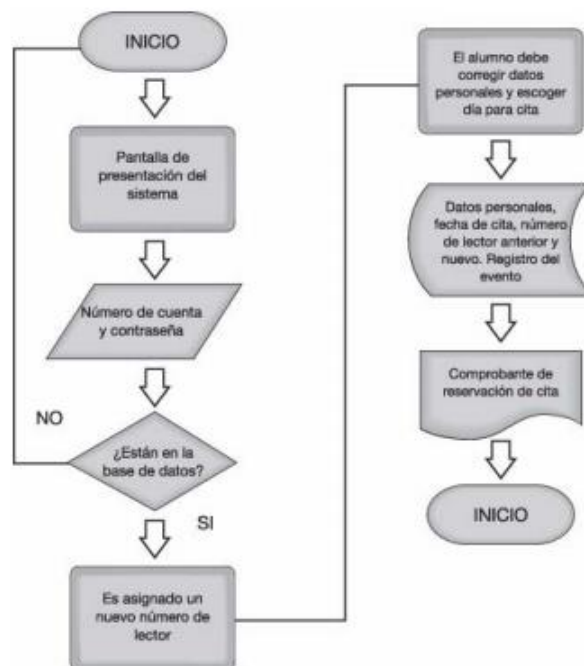 INICIO
Pantalla de
presentación del
sistema
Número de cuenta
y contraseña
NO
¿Están en la
base de datos?
SI
Es asignado un
nuevo número de
lector
El alumno debe
corregir datos
personales y escoger
día para cita
Datos personales,
fecha de cita, número
de lector anterior y
nuevo. Registro del
evento
Comprobante de
reservación de cita
INICIO